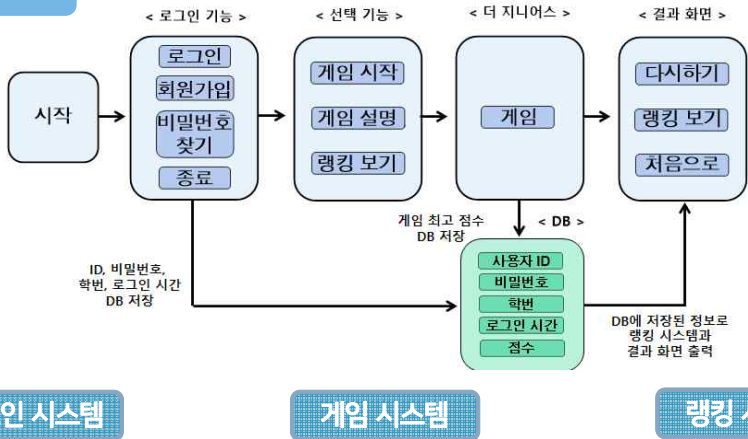 < 로그인 기능 >
< 선택 기능 >
< 더 지니어스 >
< 결과 화면 >
시작
로그인
회원가입
비밀번호
찾기
종료
게임 시작
게임 설명
랭킹 보기
게임
다시하기
랭킹 보기
처음으로
게임 최고 점수
DB 저장
< DB >
사용자 ID
비밀번호
학번
로그인 시간
점수
ID, 비밀번호,
학번, 로그인 시간
DB 저장
DB에 저장된 정보로
랭킹 시스템과
결과 화면 출력
인 시스템
게임 시스템
랭킹